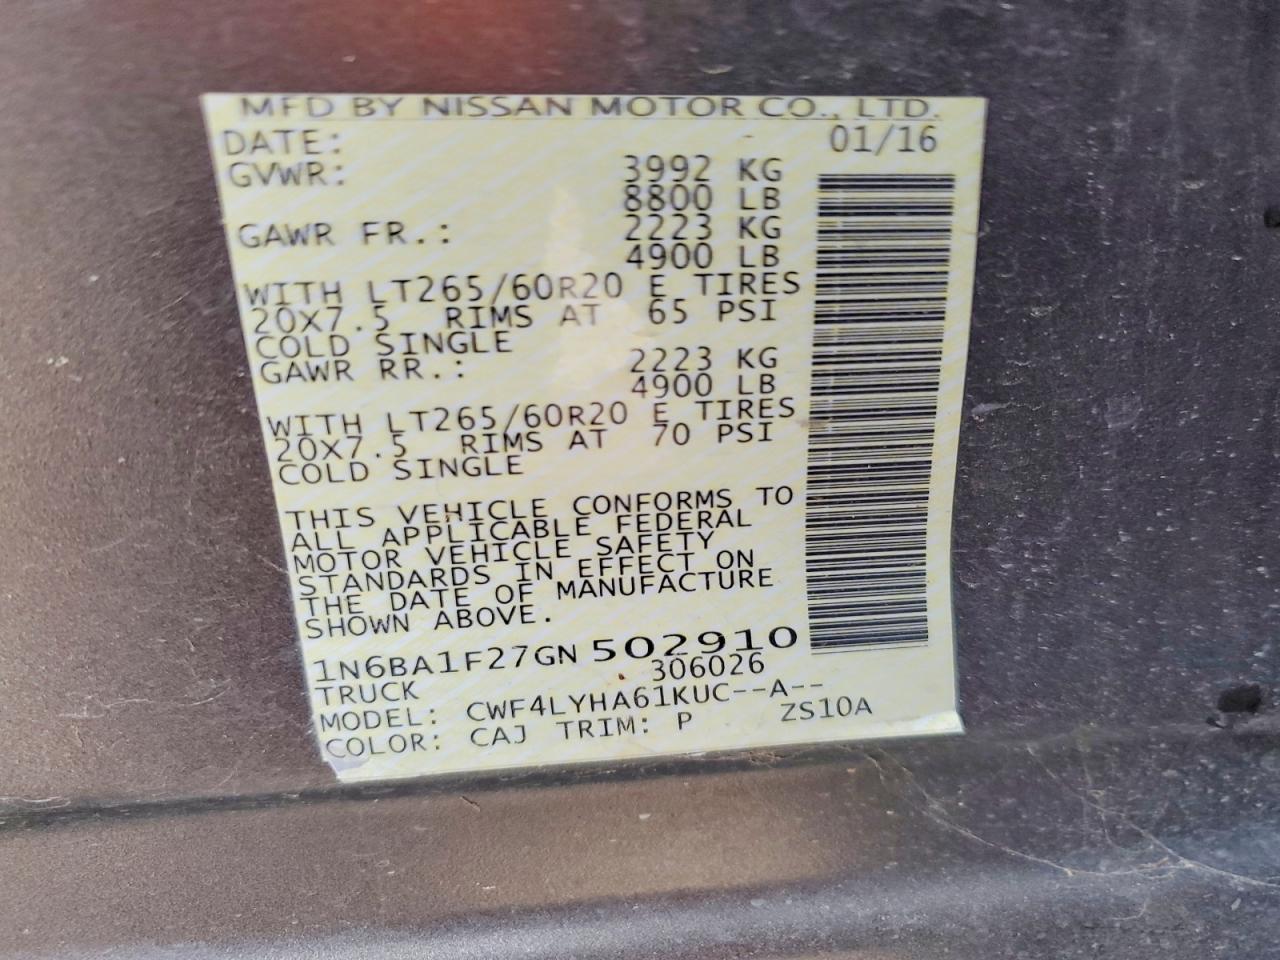 MFD BY NISSAN MOTOR CO., LTD.
DATE: 01/16
GVWR: 3992 KG
8800 LB
GAWR FR.: 2223 KG
4900 LB
WITH LT265/60R20 E TIRES
20X7.5 RIMS AT 65 PSI
COLD SINGLE
GAWR RR.: 2223 KG
4900 LB
WITH LT265/60R20 E TIRES
20X7.5 RIMS AT 70 PSI
COLD SINGLE
THIS VEHICLE CONFORMS TO
ALL APPLICABLE FEDERAL
MOTOR VEHICLE SAFETY
STANDARDS IN EFFECT ON
THE DATE OF MANUFACTURE
SHOWN ABOVE.
1N6BA1F27GN502910
TRUCK 306026
MODEL: CWF4LYHA61KUC--A--
COLOR: CAJ TRIM: P ZS10A